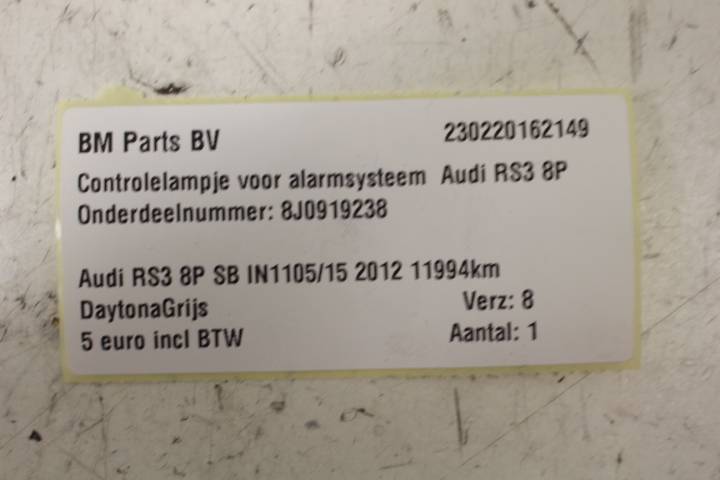 BM Parts BV 230220162149
Controlelampje voor alarmsysteem Audi RS3 8P
Onderdeelnummer: 8J0919238
Audi RS3 8P SB IN1105/15 2012 11994km
DaytonaGrijs Verz: 8
5 euro incl BTW Aantal: 1